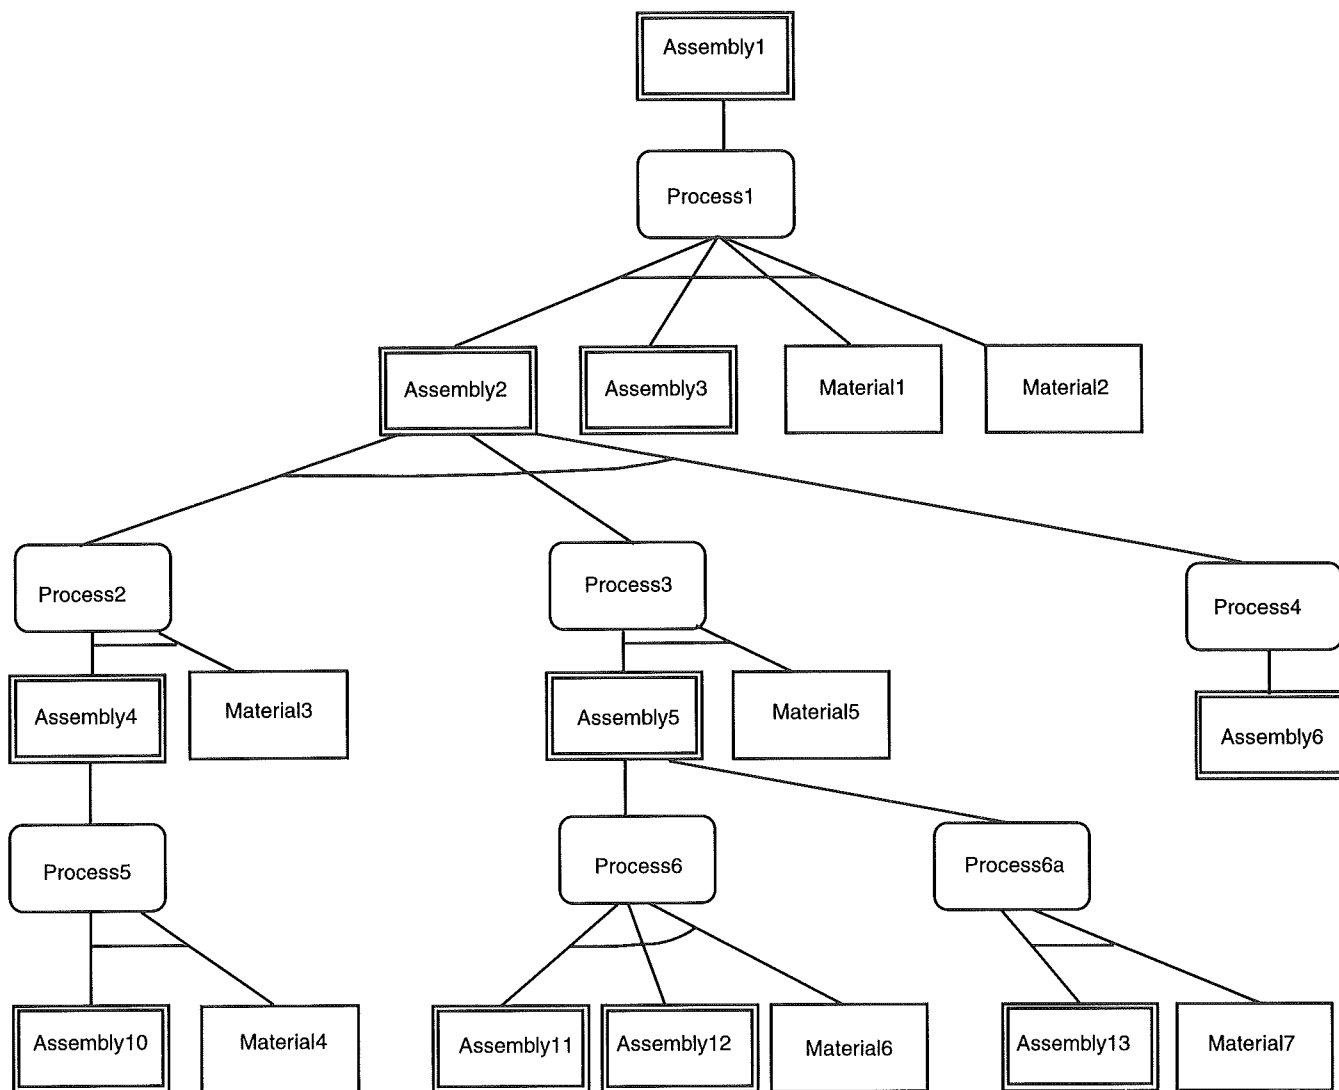 Assembly1
Process1
Assembly2
Assembly3
Material1
Material2
Process2
Process3
Process4
Assembly4
Material3
Assembly5
Material5
Assembly6
Process5
Process6
Process6a
Assembly10
Material4
Assembly11
Assembly12
Material6
Assembly13
Material7